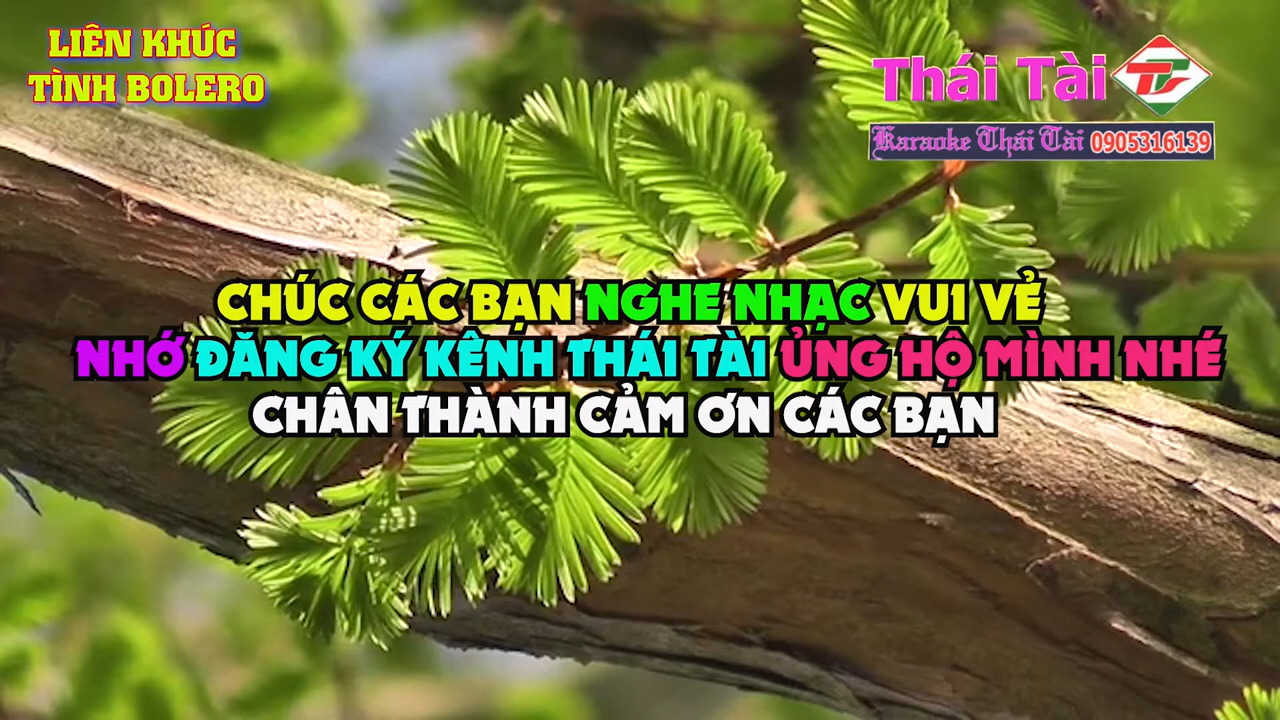 LIÊN KHÚC
TÌNH BOLERO
Thái Tài
Karaoke Thái Tài 0905316139
CHÚC CÁC BẠN NGHE NHẠC VUI VẺ
NHỚ ĐĂNG KÝ KÊNH THÁI TÀI ỦNG HỘ MÌNH NHÉ
CHÂN THÀNH CẢM ƠN CÁC BẠN